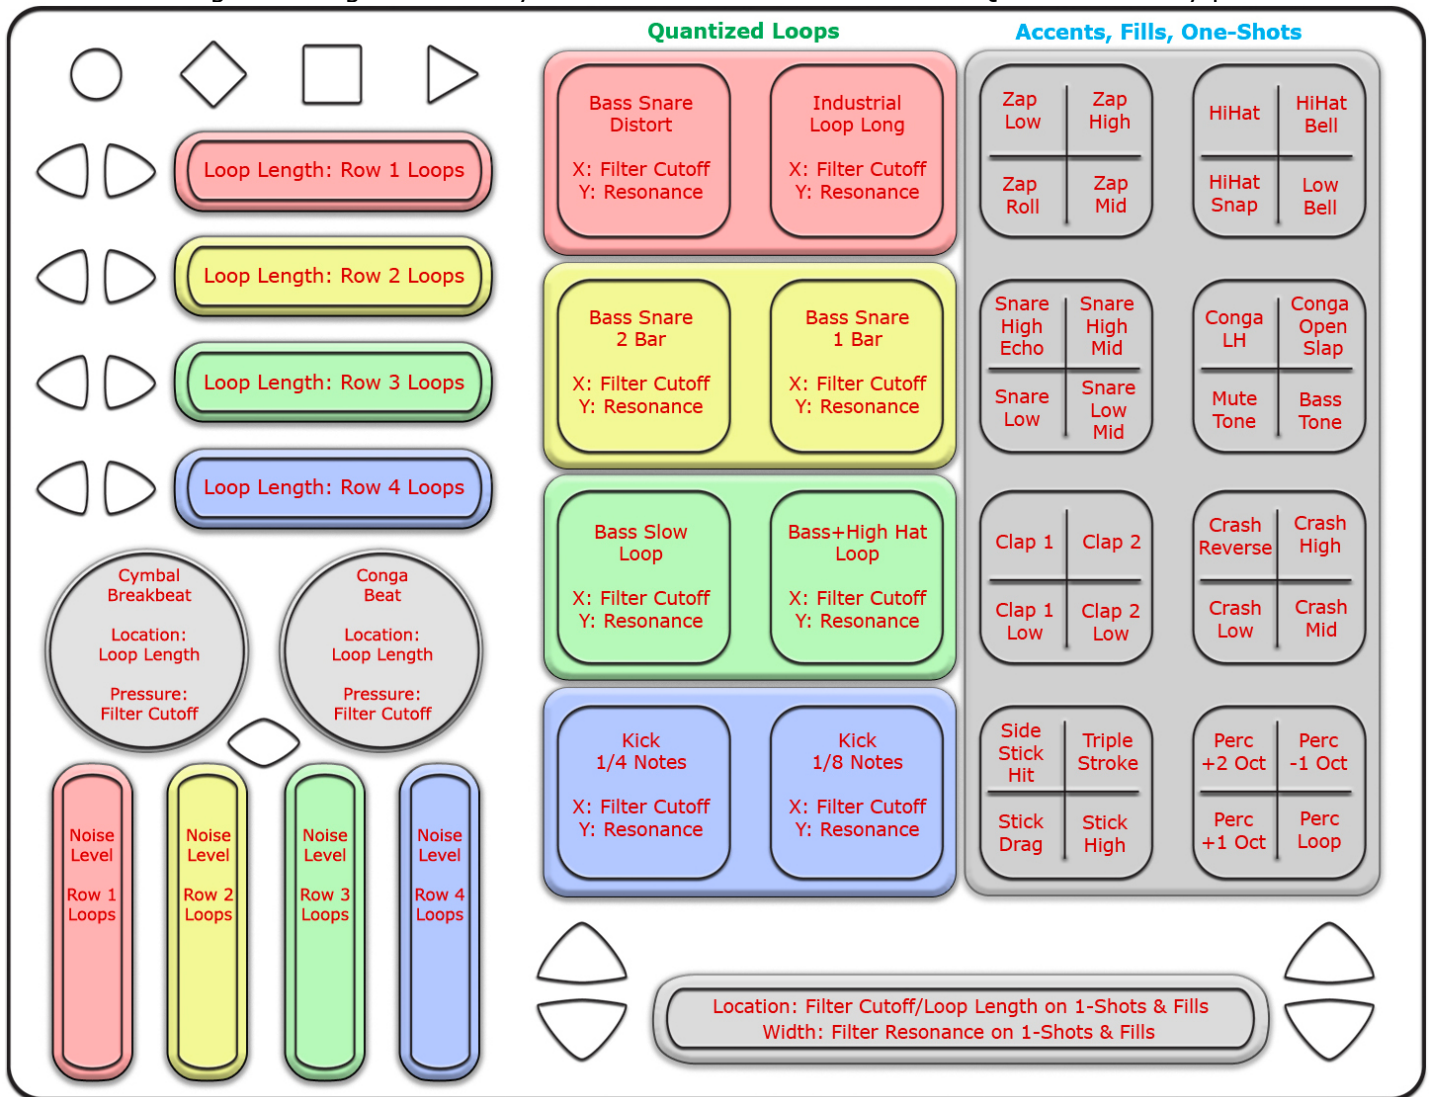 Quantized Loops
Accents, Fills, One-Shots
Loop Length: Row 1 Loops
Loop Length: Row 2 Loops
Loop Length: Row 3 Loops
Loop Length: Row 4 Loops
Cymbal
Breakbeat
Location:
Loop Length
Pressure:
Filter Cutoff
Conga
Beat
Location:
Loop Length
Pressure:
Filter Cutoff
Noise
Level
Row 1
Loops
Noise
Level
Row 2
Loops
Noise
Level
Row 3
Loops
Noise
Level
Row 4
Loops
Bass Snare
Distort
X: Filter Cutoff
Y: Resonance
Industrial
Loop Long
X: Filter Cutoff
Y: Resonance
Bass Snare
2 Bar
X: Filter Cutoff
Y: Resonance
Bass Snare
1 Bar
X: Filter Cutoff
Y: Resonance
Bass Slow
Loop
X: Filter Cutoff
Y: Resonance
Bass+High Hat
Loop
X: Filter Cutoff
Y: Resonance
Kick
1/4 Notes
X: Filter Cutoff
Y: Resonance
Kick
1/8 Notes
X: Filter Cutoff
Y: Resonance
Zap
Low
Zap
High
Zap
Roll
Zap
Mid
HiHat
HiHat
Bell
HiHat
Snap
Low
Bell
Snare
High
Echo
Snare
High
Mid
Snare
Low
Snare
Low
Mid
Conga
LH
Conga
Open
Slap
Mute
Tone
Bass
Tone
Clap 1
Clap 2
Clap 1
Low
Clap 2
Low
Crash
Reverse
Crash
High
Crash
Low
Crash
Mid
Side
Stick
Hit
Triple
Stroke
Stick
Drag
Stick
High
Perc
+2 Oct
Perc
-1 Oct
Perc
+1 Oct
Perc
Loop
Location: Filter Cutoff/Loop Length on 1-Shots & Fills
Width: Filter Resonance on 1-Shots & Fills